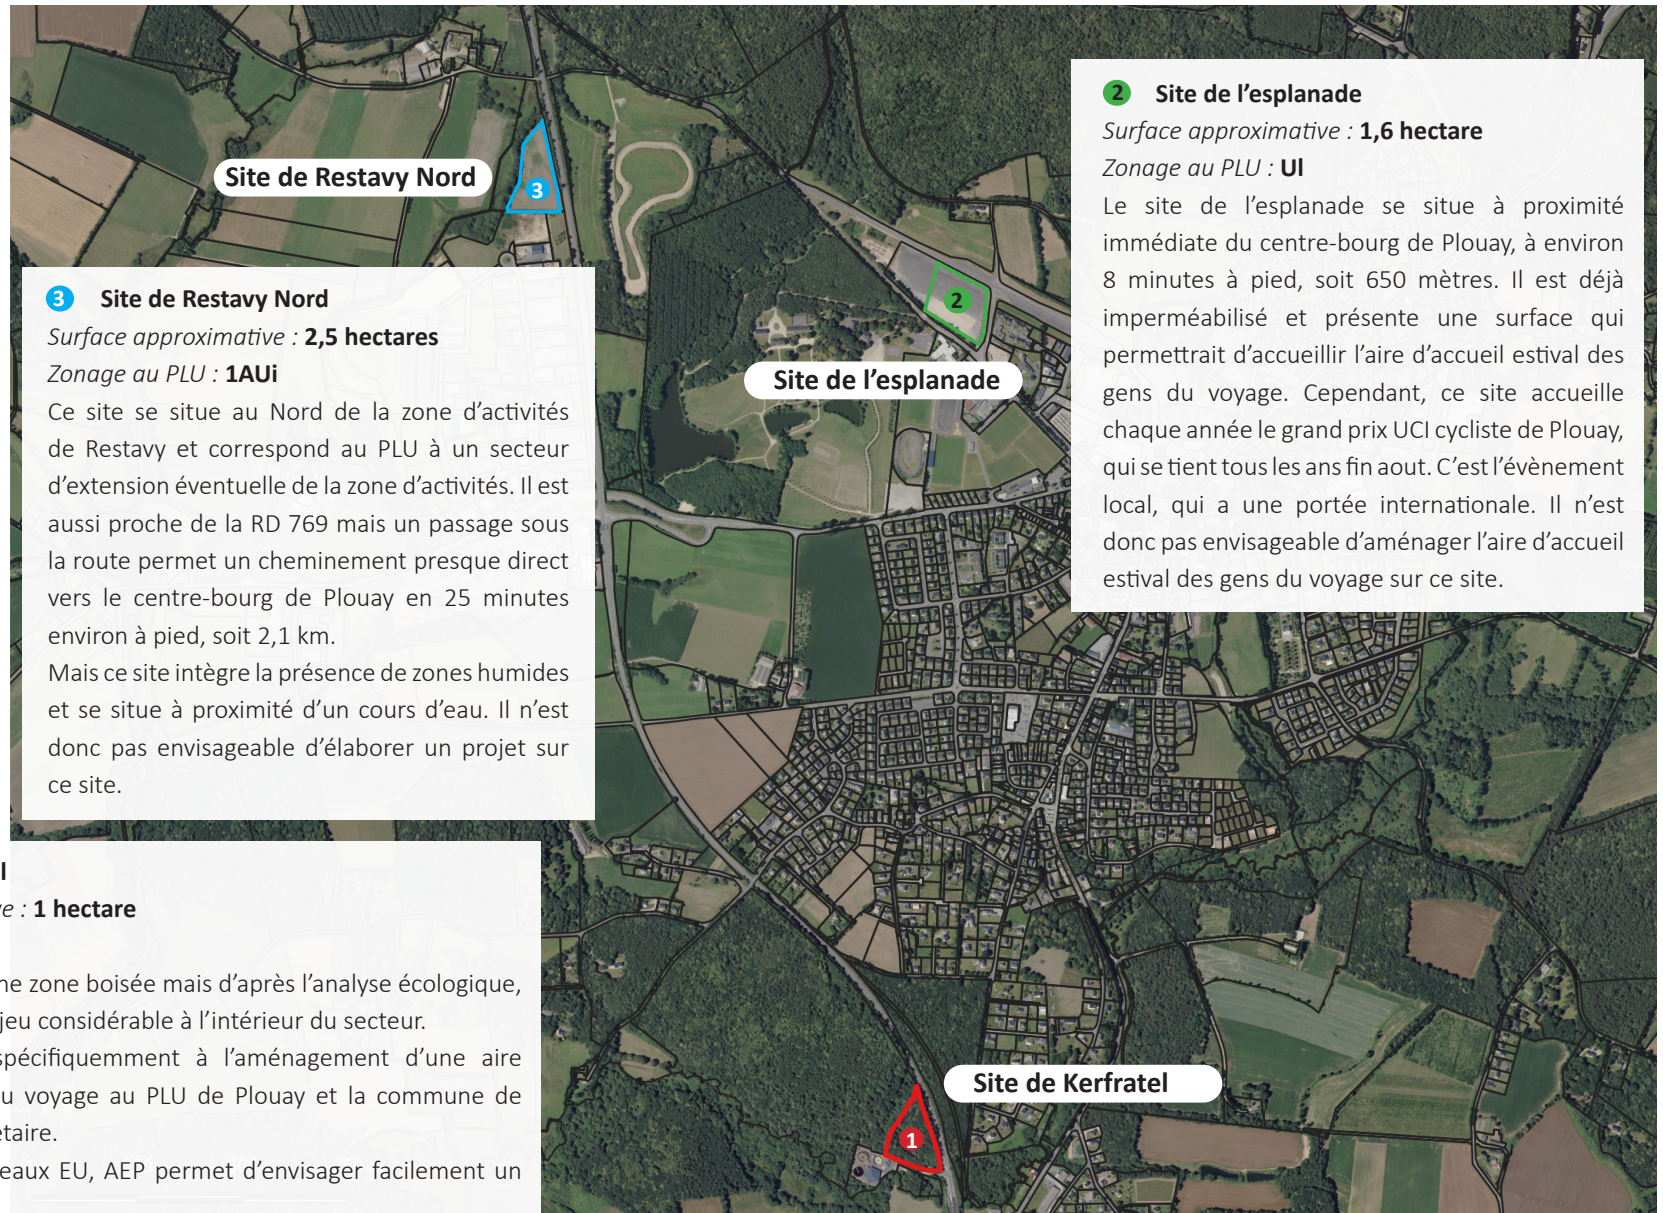 Site de Restavy Nord
3
2 Site de l’esplanade
Surface approximative : 1,6 hectare
Zonage au PLU : Ul
Le site de l’esplanade se situe à proximité
immédiate du centre-bourg de Plouay, à environ
8 minutes à pied, soit 650 mètres. Il est déjà
imperméabilisé et présente une surface qui
permettrait d’accueillir l’aire d’accueil estival des
gens du voyage. Cependant, ce site accueille
chaque année le grand prix UCI cycliste de Plouay,
qui se tient tous les ans fin aout. C’est l’évènement
local, qui a une portée internationale. Il n’est
donc pas envisageable d’aménager l’aire d’accueil
estival des gens du voyage sur ce site.
2
Site de l’esplanade
3 Site de Restavy Nord
Surface approximative : 2,5 hectares
Zonage au PLU : 1AUi
Ce site se situe au Nord de la zone d’activités
de Restavy et correspond au PLU à un secteur
d’extension éventuelle de la zone d’activités. Il est
aussi proche de la RD 769 mais un passage sous
la route permet un cheminement presque direct
vers le centre-bourg de Plouay en 25 minutes
environ à pied, soit 2,1 km.
Mais ce site intègre la présence de zones humides
et se situe à proximité d’un cours d’eau. Il n’est
donc pas envisageable d’élaborer un projet sur
ce site.
l
e : 1 hectare
ne zone boisée mais d’après l’analyse écologique,
jeu considérable à l’intérieur du secteur.
spécifiquemment à l’aménagement d’une aire
u voyage au PLU de Plouay et la commune de
étaire.
eaux EU, AEP permet d’envisager facilement un
Site de Kerfratel
1